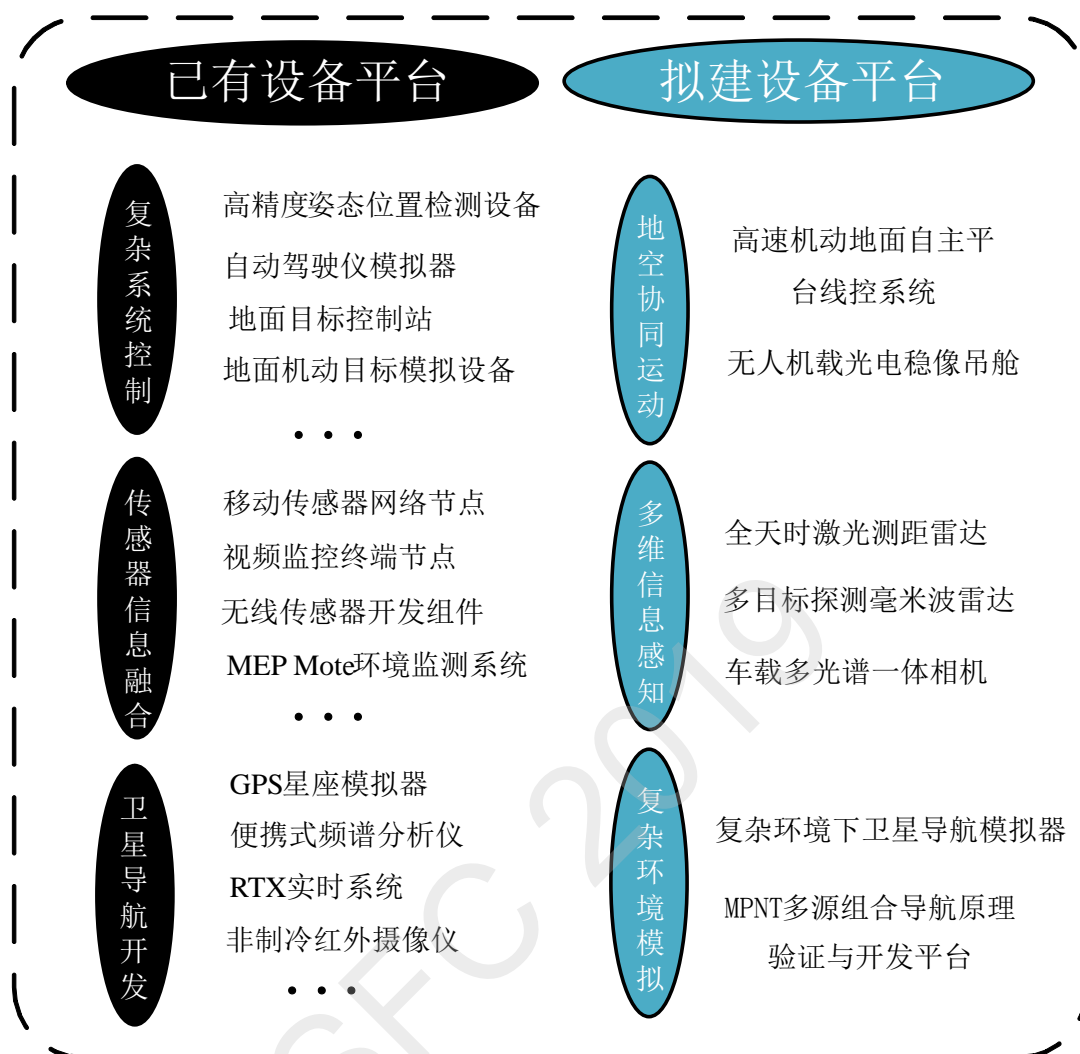 已有设备平台
拟建设备平台
复杂系统控制
高精度姿态位置检测设备
自动驾驶仪模拟器
地面目标控制站
地面机动目标模拟设备
...
地空协同运动
高速机动地面自主平
台线控系统
无人机载光电稳像吊舱
传感器信息融合
移动传感器网络节点
视频监控终端节点
无线传感器开发组件
MEP Mote环境监测系统
...
多维信息感知
全天时激光测距雷达
多目标探测毫米波雷达
车载多光谱一体相机
卫星导航开发
GPS星座模拟器
便携式频谱分析仪
RTX实时系统
非制冷红外摄像仪
...
复杂环境模拟
复杂环境下卫星导航模拟器
MPNT多源组合导航原理
验证与开发平台
SFC 2019